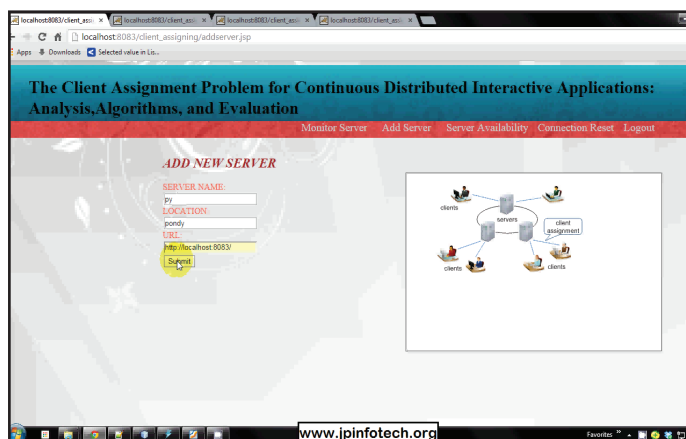 localhost:8083/client_assi localhost:8083/client_assi localhost:8083/client_assi localhost:8083/client_assi
localhost:8083/client_assigning/addserver.jsp
Apps Downloads Selected value in Lis...
The Client Assignment Problem for Continuous Distributed Interactive Applications:
Analysis,Algorithms, and Evaluation
Monitor Server Add Server Server Availability Connection Reset Logout
ADD NEW SERVER
SERVER NAME:
py
LOCATION:
pondy
URL:
http://localhost:8083/
Submit
clients
servers
client
assignment
clients
clients
www.jpinfotech.org
Favorites »